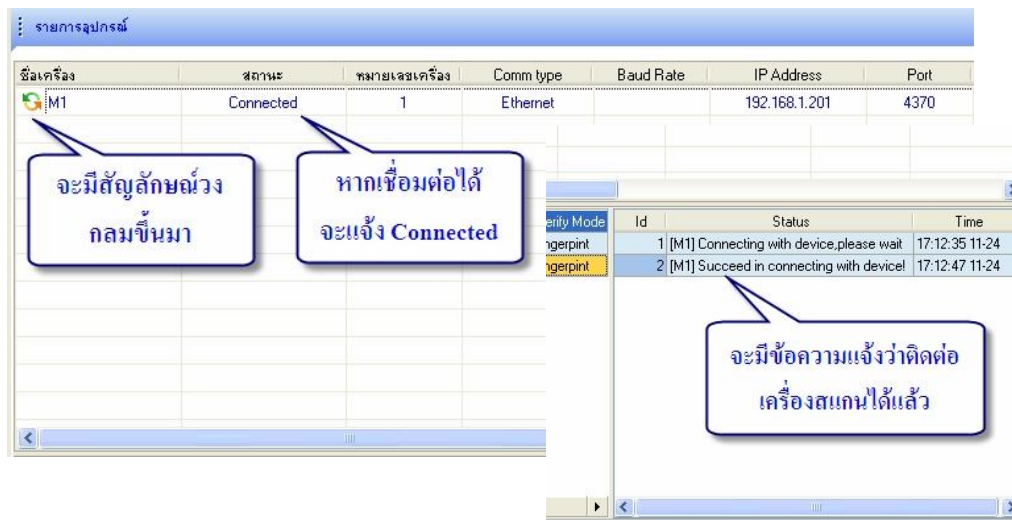 รายการอุปกรณ์
ชื่อเครื่อง สถานะ หมายเลขเครื่อง Comm type Baud Rate IP Address Port
M1 Connected 1 Ethernet 192.168.1.201 4370
จะมีสัญลักษณ์วง
กลมขึ้นมา
หากเชื่อมต่อได้
จะแจ้ง Connected
erify Mode Id Status Time
ngerpint 1 [M1] Connecting with device,please wait 17:12:35 11-24
ngerpint 2 [M1] Succeed in connecting with device! 17:12:47 11-24
จะมีข้อความแจ้งว่าติดต่อ
เครื่องสแกนได้แล้ว